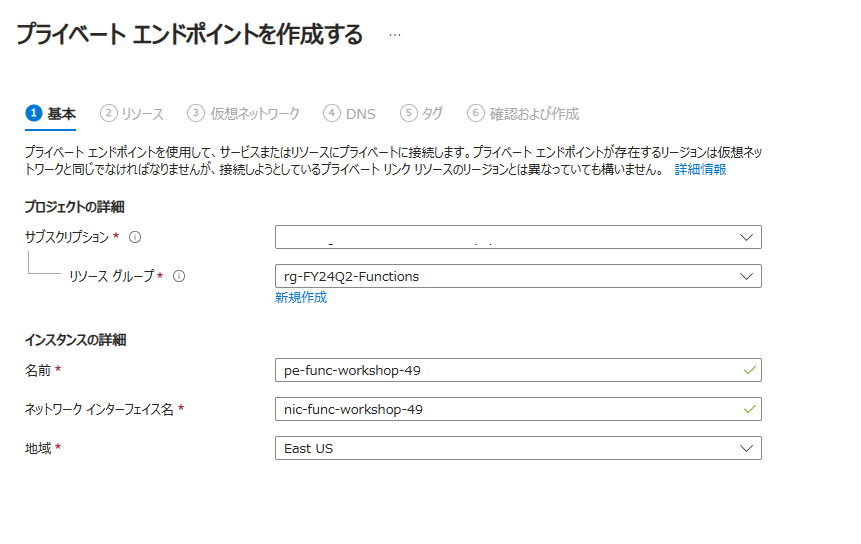 プライベート エンドポイントを作成する ...
1 基本 2 リソース 3 仮想ネットワーク 4 DNS 5 タグ 6 確認および作成
プライベート エンドポイントを使用して、サービスまたはリソースにプライベートに接続します。プライベート エンドポイントが存在するリージョンは仮想ネッ
トワークと同じでなければなりませんが、接続しようとしているプライベート リンク リソースのリージョンとは異なっていても構いません。 詳細情報
プロジェクトの詳細
サブスクリプション *
リソース グループ * rg-FY24Q2-Functions
新規作成
インスタンスの詳細
名前 * pe-func-workshop-49
ネットワーク インターフェイス名 * nic-func-workshop-49
地域 * East US